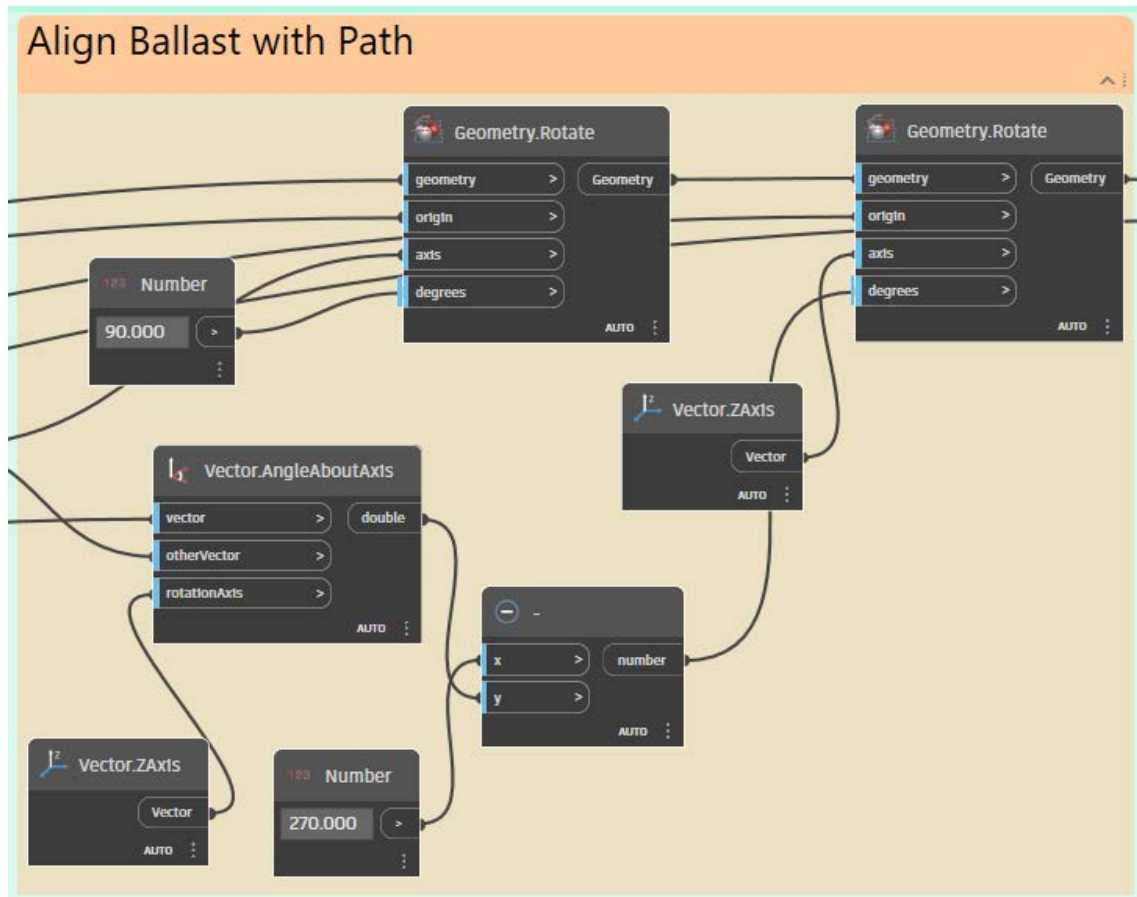 Align Ballast with Path
Geometry.Rotate
geometry > Geometry
origin >
axis >
degrees >
AUTO
Geometry.Rotate
geometry > Geometry
origin >
axis >
degrees >
AUTO
123 Number
90.000 >
Vector.ZAxis
Vector
AUTO
Vector.AngleAboutAxis
vector > double
otherVector >
rotationAxis >
AUTO
-
x > number
y >
AUTO
Vector.ZAxis
Vector
AUTO
123 Number
270.000 >